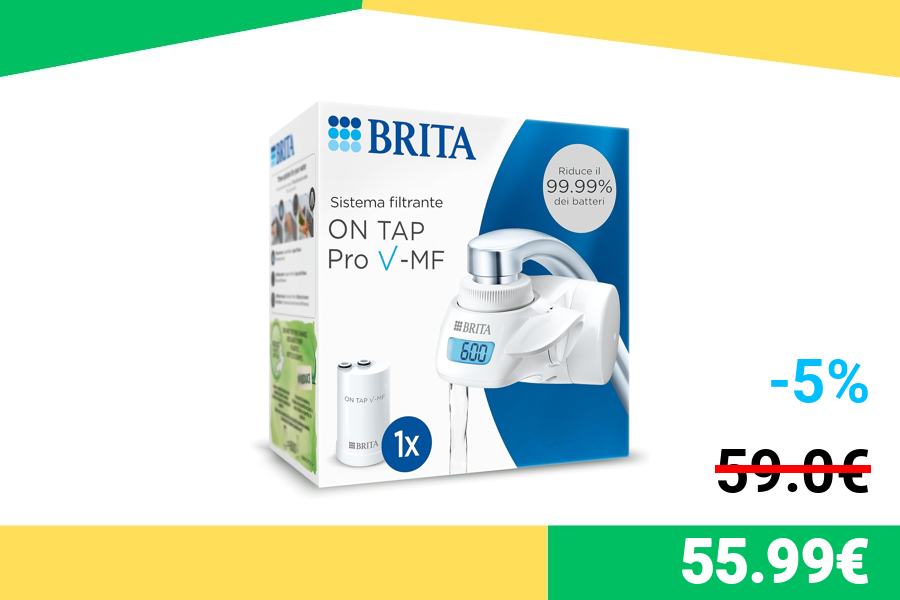 BRITA
BRITA
Riduce il
99.99%
dei batteri
Sistema filtrante
ON TAP
Pro V-MF
BRITA
600
ON TAP V-MF
BRITA
1x
-5%
59.0€
55.99€